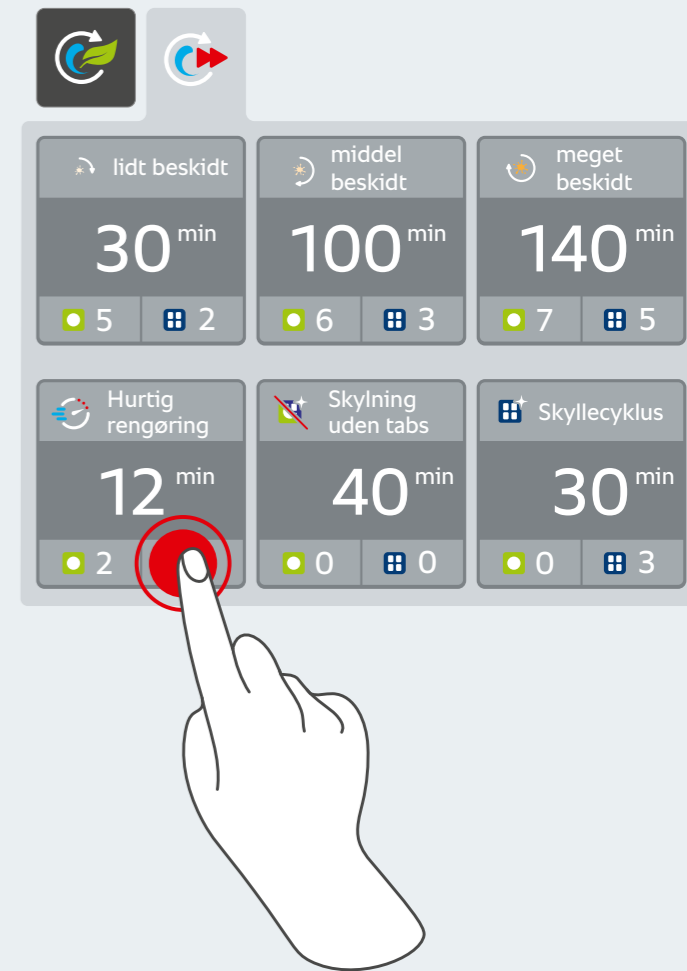 lidt beskidt
30 min
5 2
middel
beskidt
100 min
6 3
meget
beskidt
140 min
7 5
Hurtig
rengøring
12 min
2
Skylning
uden tabs
40 min
0 0
Skyllecyklus
30 min
0 3